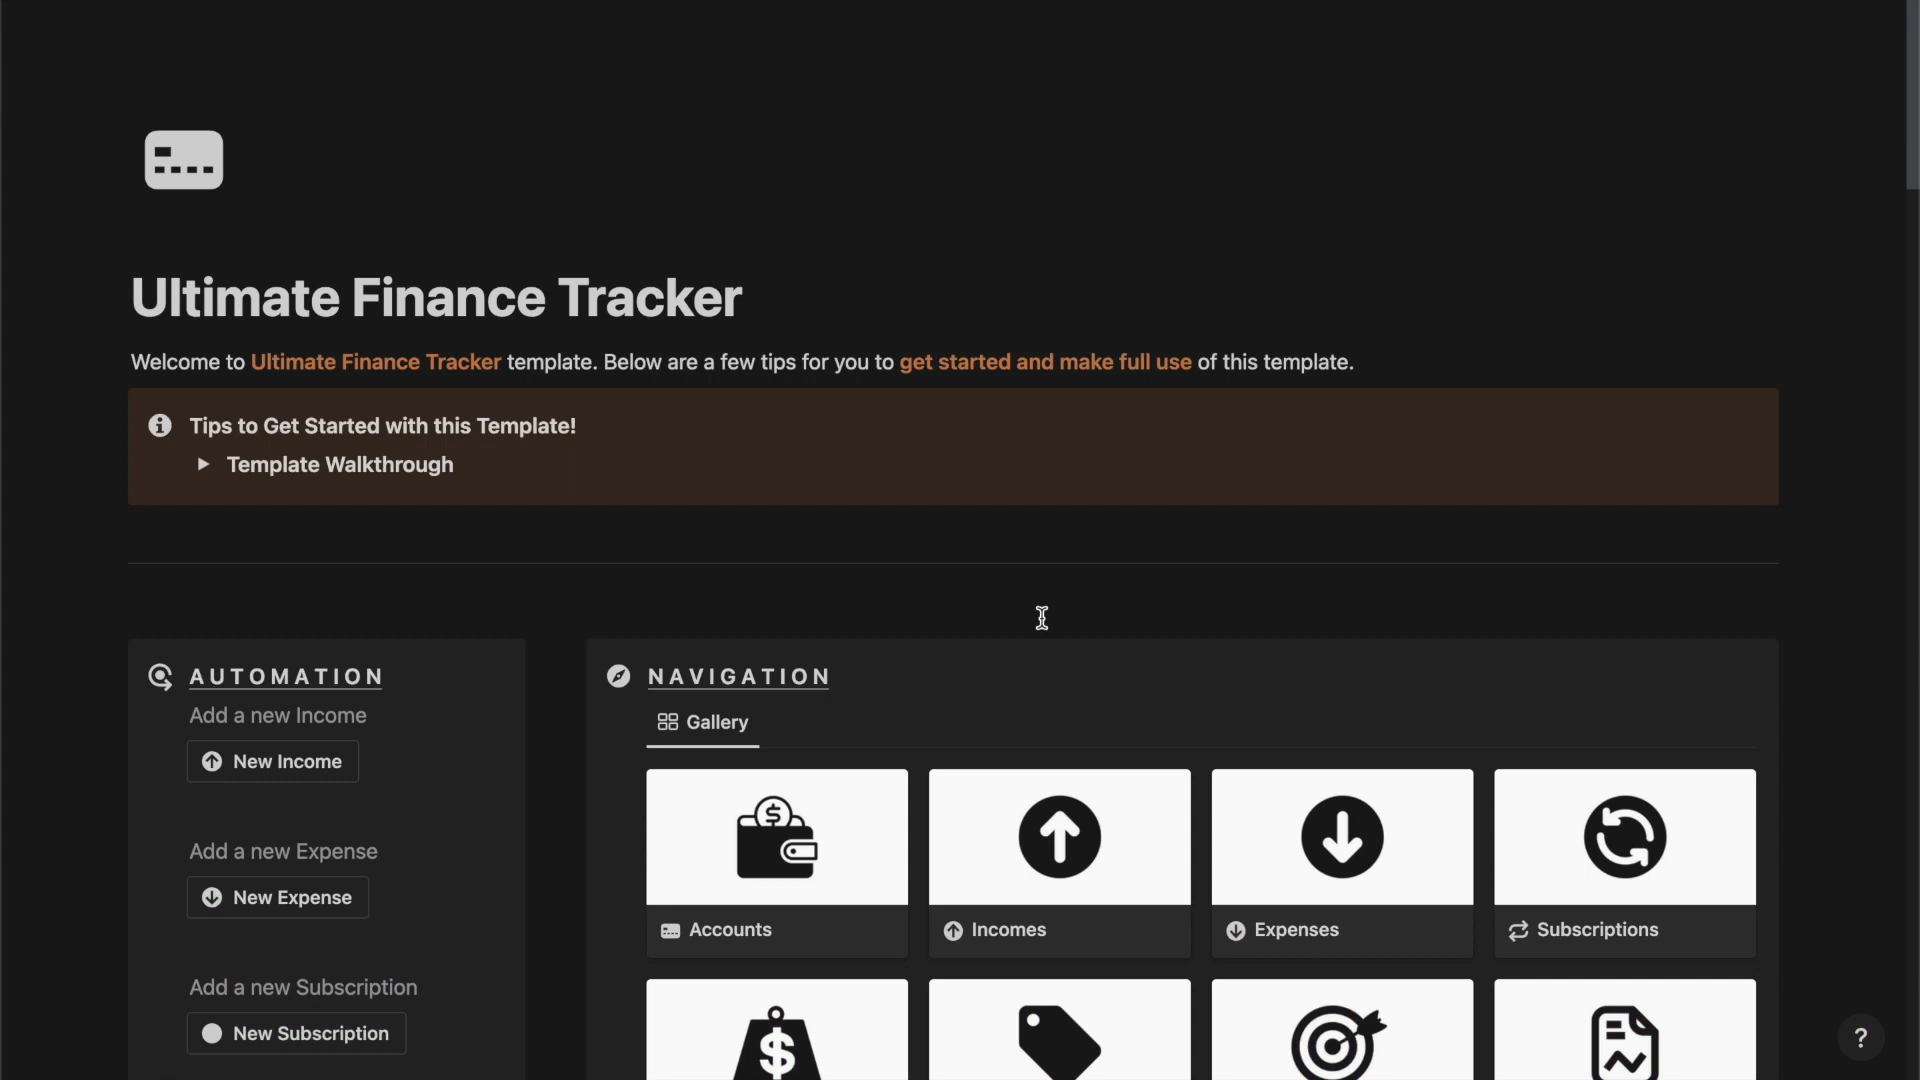 Ultimate Finance Tracker
Welcome to Ultimate Finance Tracker template. Below are a few tips for you to get started and make full use of this template.
Tips to Get Started with this Template!
Template Walkthrough
AUTOMATION
Add a new Income
New Income
Add a new Expense
New Expense
Add a new Subscription
New Subscription
NAVIGATION
Gallery
$
Accounts
Incomes
Expenses
Subscriptions
$
?